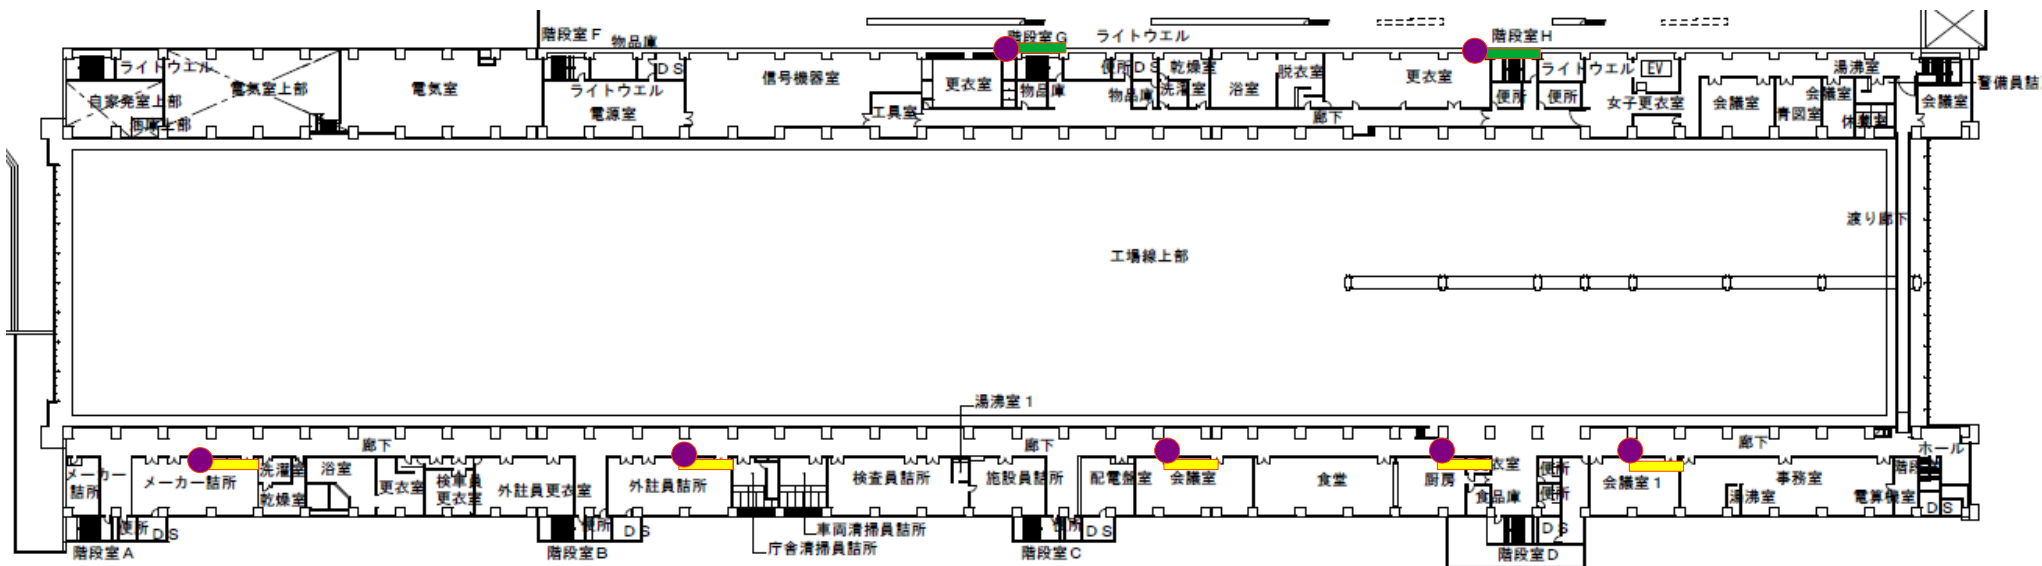 階段室F
物品庫
階段室G
ライトウエル
階段室H
ライトウエル
自家発室上部
電気室上部
電気室
DS
ライトウエル
電源室
信号機器室
工具室
更衣室
物品庫
便所
DS
物品庫
乾燥室
洗濯室
浴室
脱衣室
更衣室
廊下
便所
ライトウエル
便所
EV
女子更衣室
会議室
青図室
会議室
湯沸室
会議室
警備員詰
渡り廊下
工場線上部
湯沸室1
メーカー
詰所
メーカー詰所
廊下
洗濯室
乾燥室
浴室
更衣室
検車員
更衣室
外註員更衣室
外註員詰所
検査員詰所
廊下
施設員詰所
配電盤室
会議室
食堂
厨房
衣室
食品庫
便所
便所
会議室1
廊下
湯沸室
事務室
電算機室
階段
ホール
DS
便所
DS
階段室A
便所
DS
階段室B
車両清掃員詰所
庁舎清掃員詰所
便所
DS
階段室C
DS
階段室D